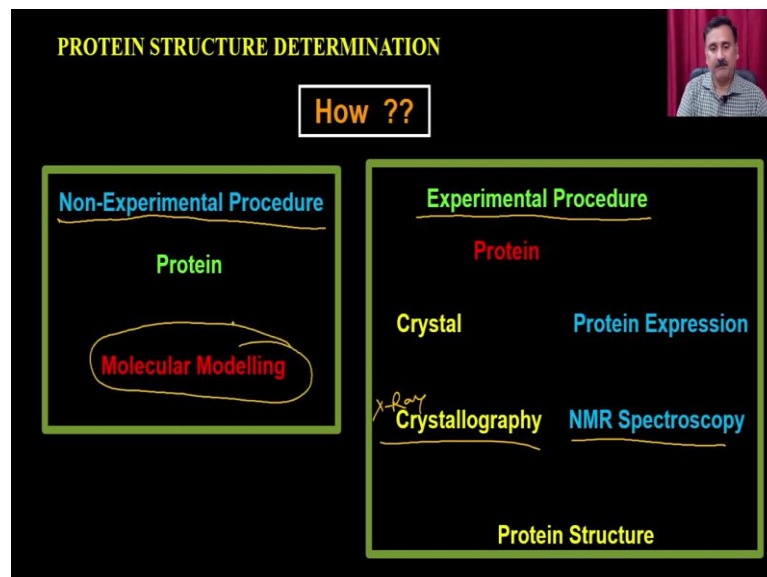 PROTEIN STRUCTURE DETERMINATION
How ??
Non-Experimental Procedure
Protein
Molecular Modelling
Experimental Procedure
Protein
Crystal
Protein Expression
X-Ray
Crystallography
NMR Spectroscopy
Protein Structure